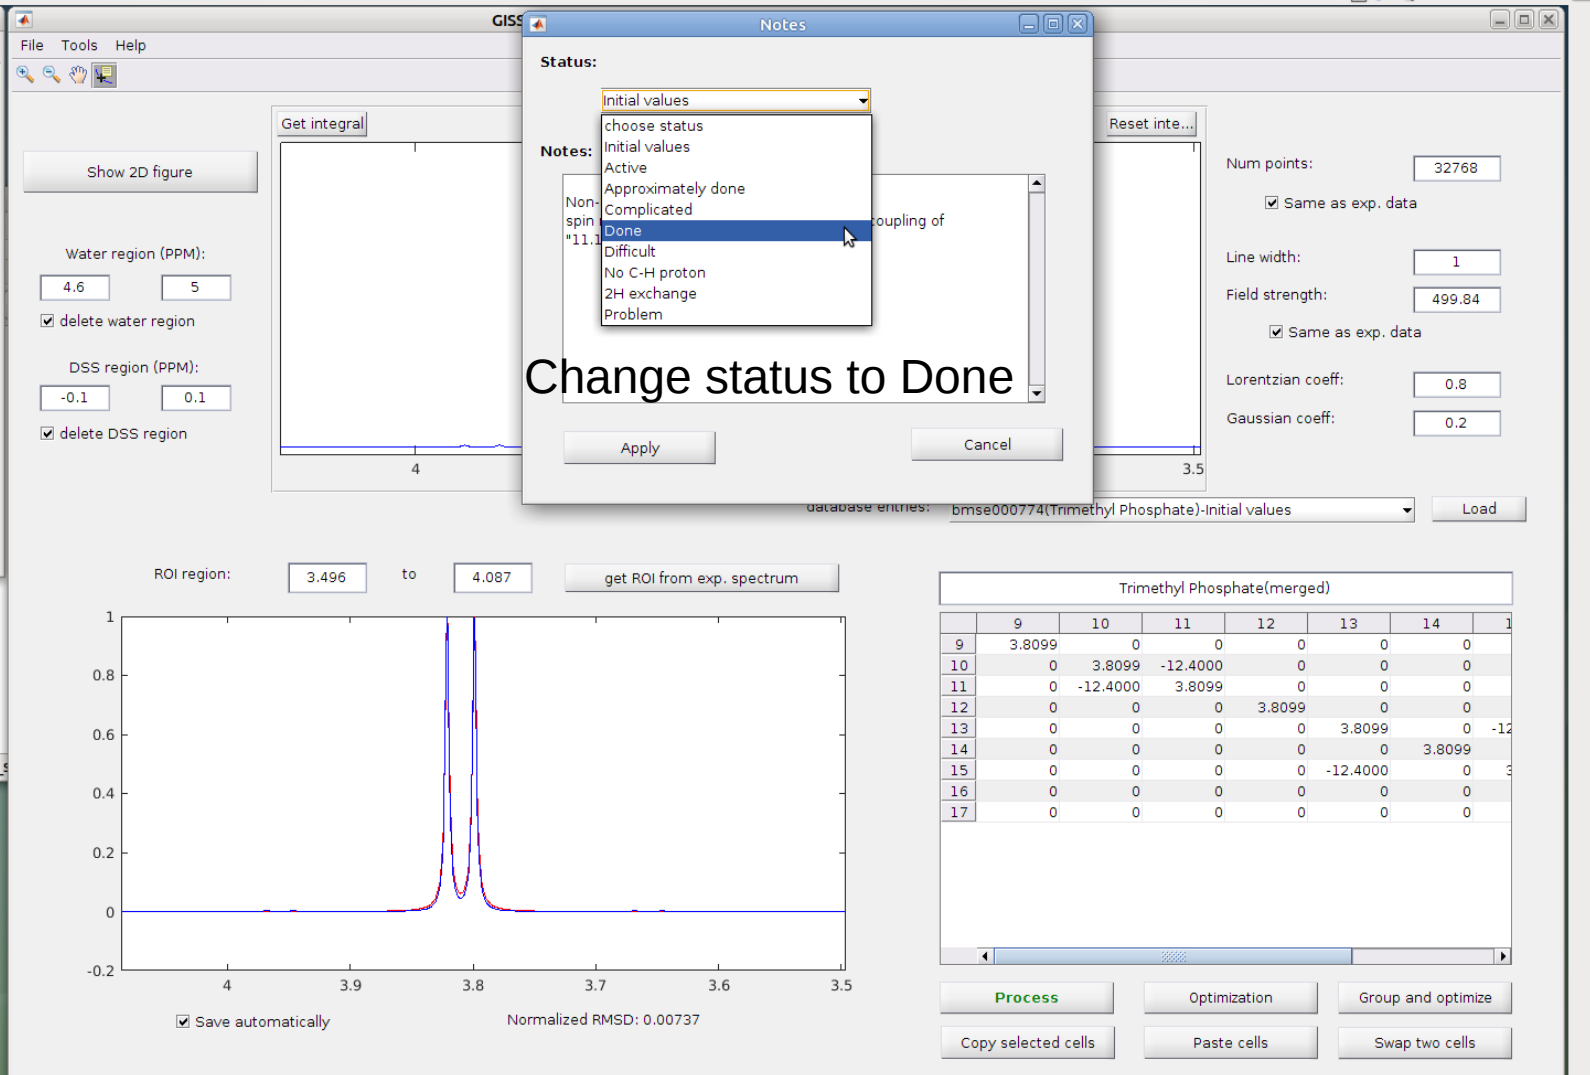 GISS
Notes
File Tools Help
Status:
Initial values
choose status
Initial values
Active
Approximately done
Complicated
Done
Difficult
No C-H proton
2H exchange
Problem
Notes:
Non-
spin coupling of
"11.1
Change status to Done
Apply
Cancel
Get integral
Reset inte...
4
3.5
Show 2D figure
Water region (PPM):
4.6 5
delete water region
DSS region (PPM):
-0.1 0.1
delete DSS region
Num points: 32768
Same as exp. data
Line width: 1
Field strength: 499.84
Same as exp. data
Lorentzian coeff: 0.8
Gaussian coeff: 0.2
database entries: bmse000774(Trimethyl Phosphate)-Initial values Load
ROI region: 3.496 to 4.087 get ROI from exp. spectrum
1
0.8
0.6
0.4
0.2
0
-0.2
4 3.9 3.8 3.7 3.6 3.5
Save automatically
Normalized RMSD: 0.00737
Trimethyl Phosphate(merged)
9 10 11 12 13 14 1
9 3.8099 0 0 0 0 0
10 0 3.8099 -12.4000 0 0 0
11 0 -12.4000 3.8099 0 0 0
12 0 0 0 3.8099 0 0
13 0 0 0 0 3.8099 0 -12
14 0 0 0 0 0 3.8099
15 0 0 0 0 -12.4000 0 3
16 0 0 0 0 0 0
17 0 0 0 0 0 0
Process Optimization Group and optimize
Copy selected cells Paste cells Swap two cells